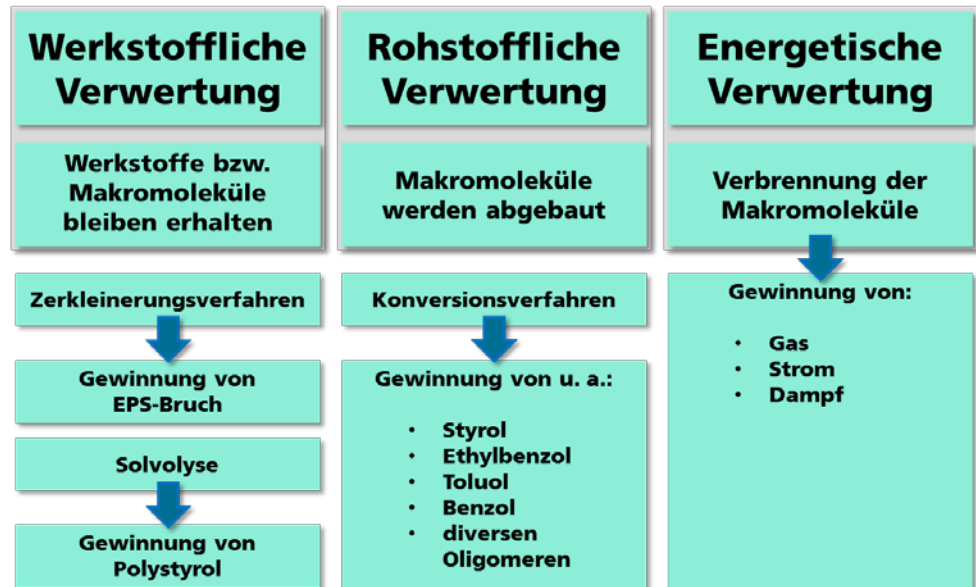 Werkstoffliche
Verwertung
Werkstoffe bzw.
Makromoleküle
bleiben erhalten
Zerkleinerungsverfahren
Gewinnung von
EPS-Bruch
Solvolyse
Gewinnung von
Polystyrol
Rohstoffliche
Verwertung
Makromoleküle
werden abgebaut
Konversionsverfahren
Gewinnung von u. a.:
• Styrol
• Ethylbenzol
• Toluol
• Benzol
• diversen
Oligomeren
Energetische
Verwertung
Verbrennung der
Makromoleküle
Gewinnung von:
• Gas
• Strom
• Dampf